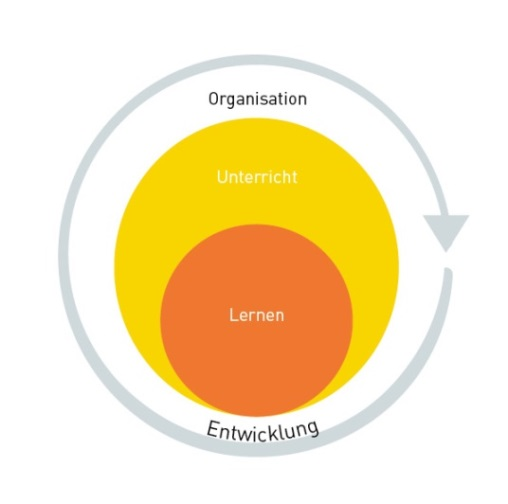 Organisation
Unterricht
Lernen
Entwicklung